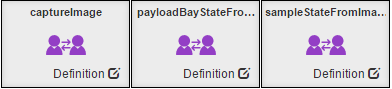 captureImage
payloadBayStateFro...
sampleStateFromIma...
Definition
Definition
Definition